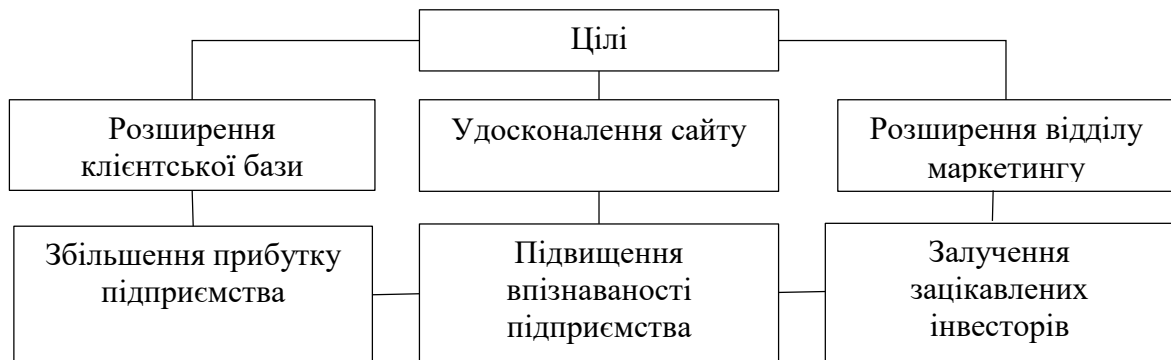 Цілі
Розширення
клієнтської бази
Удосконалення сайту
Розширення відділу
маркетингу
Збільшення прибутку
підприємства
Підвищення
впізнаваності
підприємства
Залучення
зацікавлених
інвесторів